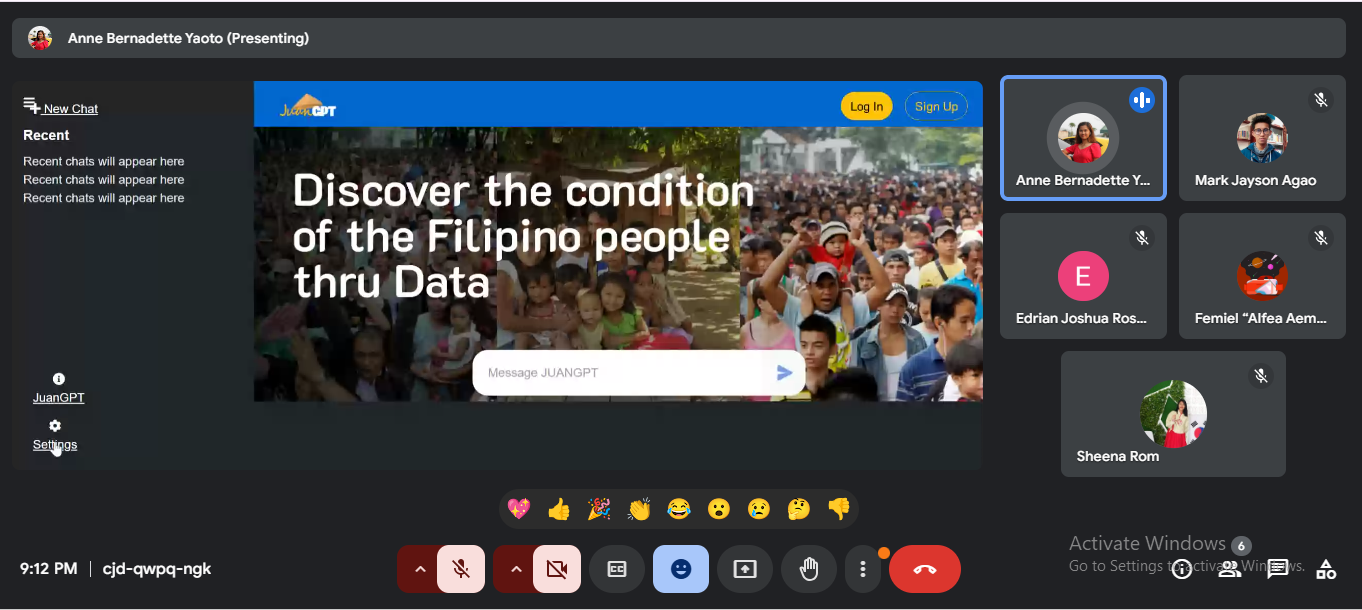 Anne Bernadette Yaoto (Presenting)
New Chat
Recent
Recent chats will appear here
Recent chats will appear here
Recent chats will appear here
JuanGPT
Settings
JuanGPT
Log In
Sign Up
Discover the condition
of the Filipino people
thru Data
Message JUANGPT
Anne Bernadette Y...
Mark Jayson Agao
E
Edrian Joshua Ros...
Femiel “Alfea Aem...
Sheena Rom
9:12 PM | cjd-qwpq-ngk
CC
Activate Windows
6
Go to Settings to activate Windows.